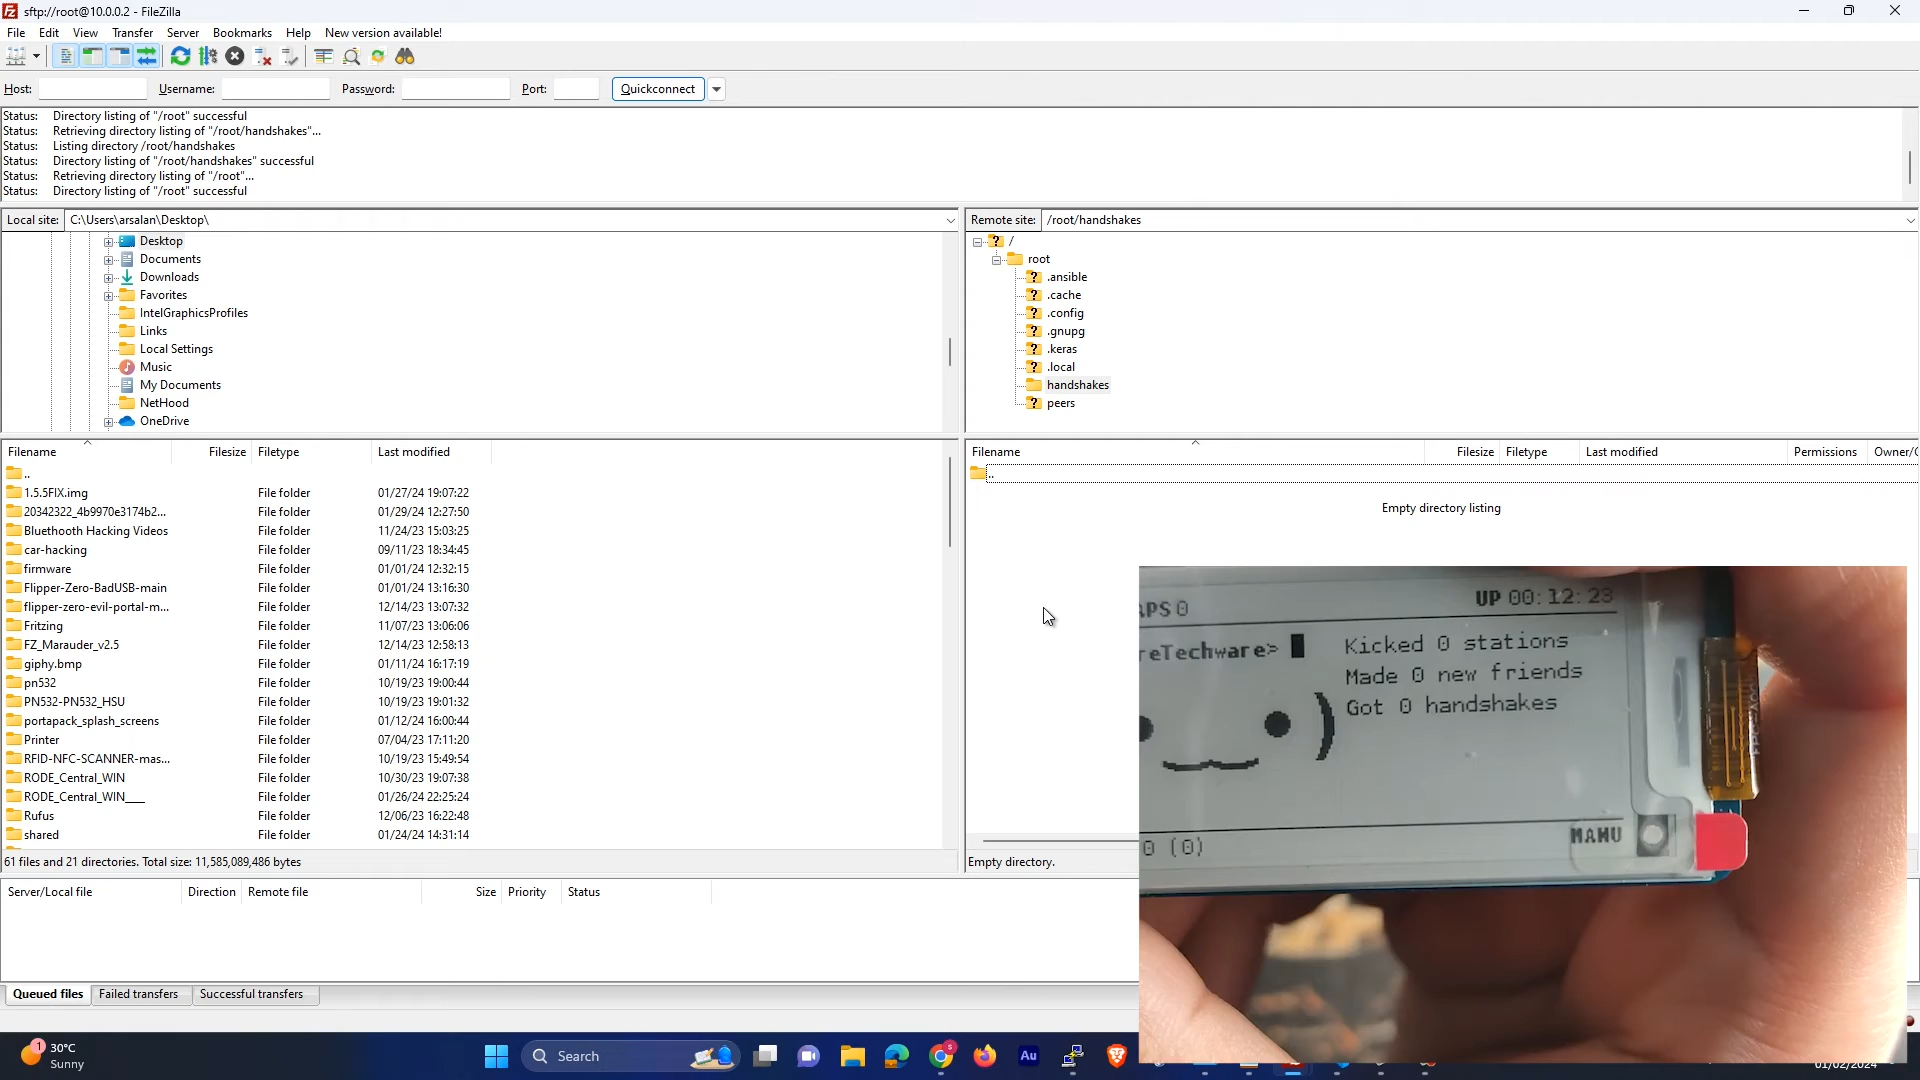 sftp://root@10.0.0.2 - FileZilla
File Edit View Transfer Server Bookmarks Help New version available!
Host: Username: Password: Port: Quickconnect
Status: Directory listing of "/root" successful
Status: Retrieving directory listing of "/root/handshakes"...
Status: Listing directory /root/handshakes
Status: Directory listing of "/root/handshakes" successful
Status: Retrieving directory listing of "/root"...
Status: Directory listing of "/root" successful
Local site: C:\Users\arsalan\Desktop\
Desktop
Documents
Downloads
Favorites
IntelGraphicsProfiles
Links
Local Settings
Music
My Documents
NetHood
OneDrive
Remote site: /root/handshakes
/
root
.ansible
.cache
.config
.gnupg
.keras
.local
handshakes
peers
Filename Filesize Filetype Last modified
..
1.5.5FIX.img File folder 01/27/24 19:07:22
20342322_4b9970e3174b2... File folder 01/29/24 12:27:50
Bluethooth Hacking Videos File folder 11/24/23 15:03:25
car-hacking File folder 09/11/23 18:34:45
firmware File folder 01/01/24 12:32:15
Flipper-Zero-BadUSB-main File folder 01/01/24 13:16:30
flipper-zero-evil-portal-m... File folder 12/14/23 13:07:32
Fritzing File folder 11/07/23 13:06:06
FZ_Marauder_v2.5 File folder 12/14/23 12:58:13
giphy.bmp File folder 01/11/24 16:17:19
pn532 File folder 10/19/23 19:00:44
PN532-PN532_HSU File folder 10/19/23 19:01:32
portapack_splash_screens File folder 01/12/24 16:00:44
Printer File folder 07/04/23 17:11:20
RFID-NFC-SCANNER-mas... File folder 10/19/23 15:49:54
RODE_Central_WIN File folder 10/30/23 19:07:38
RODE_Central_WIN___ File folder 01/26/24 22:25:24
Rufus File folder 12/06/23 16:22:48
shared File folder 01/24/24 14:31:14
61 files and 21 directories. Total size: 11,585,089,486 bytes
Filename Filesize Filetype Last modified Permissions Owner/G
..
Empty directory listing
Empty directory.
APS 0 UP 00:12:23
reTechware> Kicked 0 stations
Made 0 new friends
Got 0 handshakes
0 (0) MANU
Server/Local file Direction Remote file Size Priority Status
Queued files Failed transfers Successful transfers
1 30°C
Sunny
Search
Au
01/02/2024